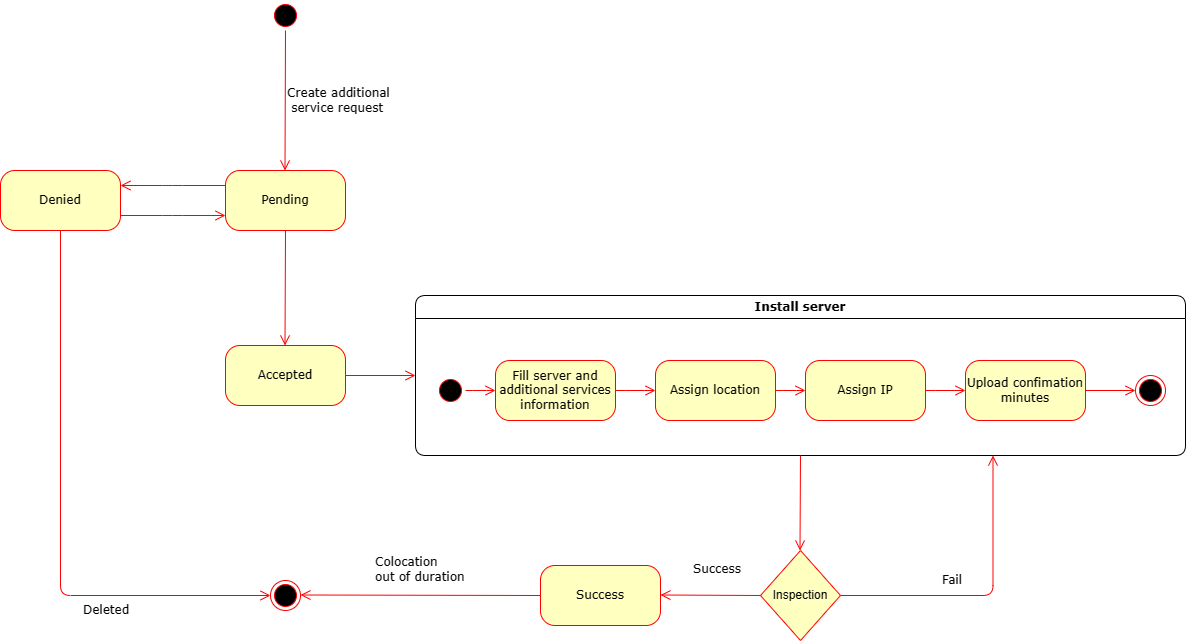 Create additional
service request
Denied
Pending
Install server
Accepted
Fill server and
additional services
information
Assign location
Assign IP
Upload confimation
minutes
Colocation
out of duration
Success
Fail
Success
Inspection
Deleted